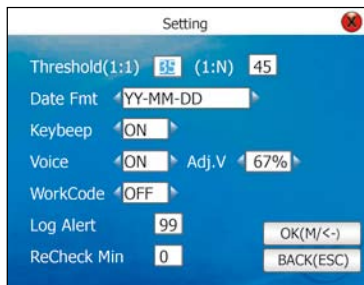 Setting
Threshold(1:1) 35 (1:N) 45
Date Fmt YY-MM-DD
Keybeep ON
Voice ON Adj.V 67%
WorkCode OFF
Log Alert 99
ReCheck Min 0
OK(M/<-)
BACK(ESC)